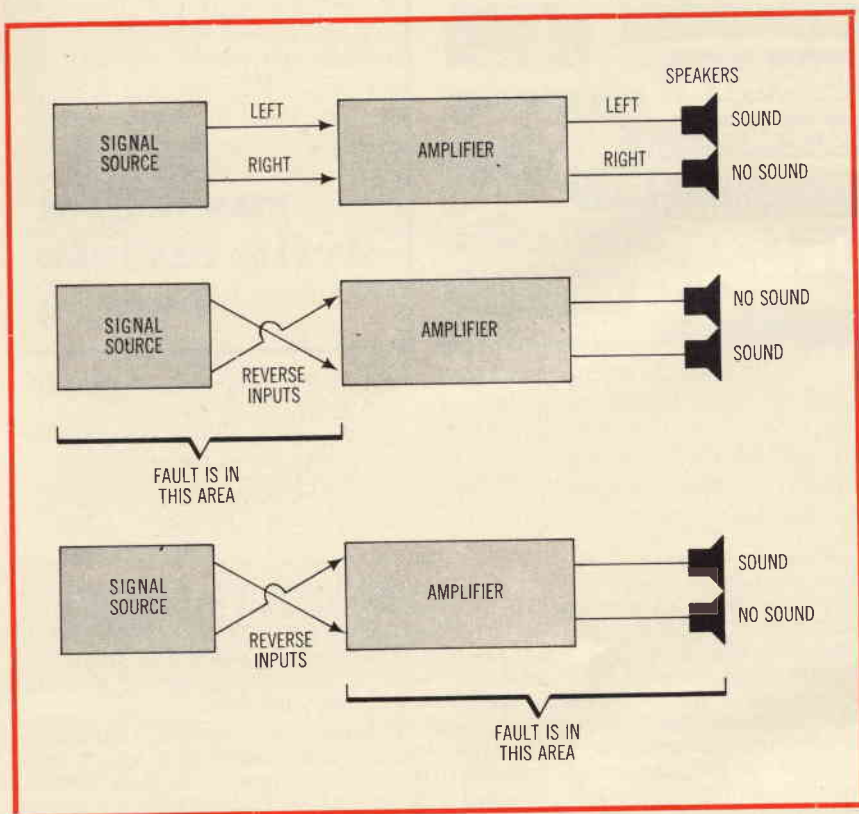 SPEAKERS
LEFT
LEFT
SOUND
SIGNAL
SOURCE
AMPLIFIER
RIGHT
RIGHT
NO SOUND
NO SOUND
SIGNAL
SOURCE
AMPLIFIER
SOUND
REVERSE
INPUTS
FAULT IS IN
THIS AREA
SOUND
SIGNAL
SOURCE
AMPLIFIER
NO SOUND
REVERSE
INPUTS
FAULT IS IN
THIS AREA